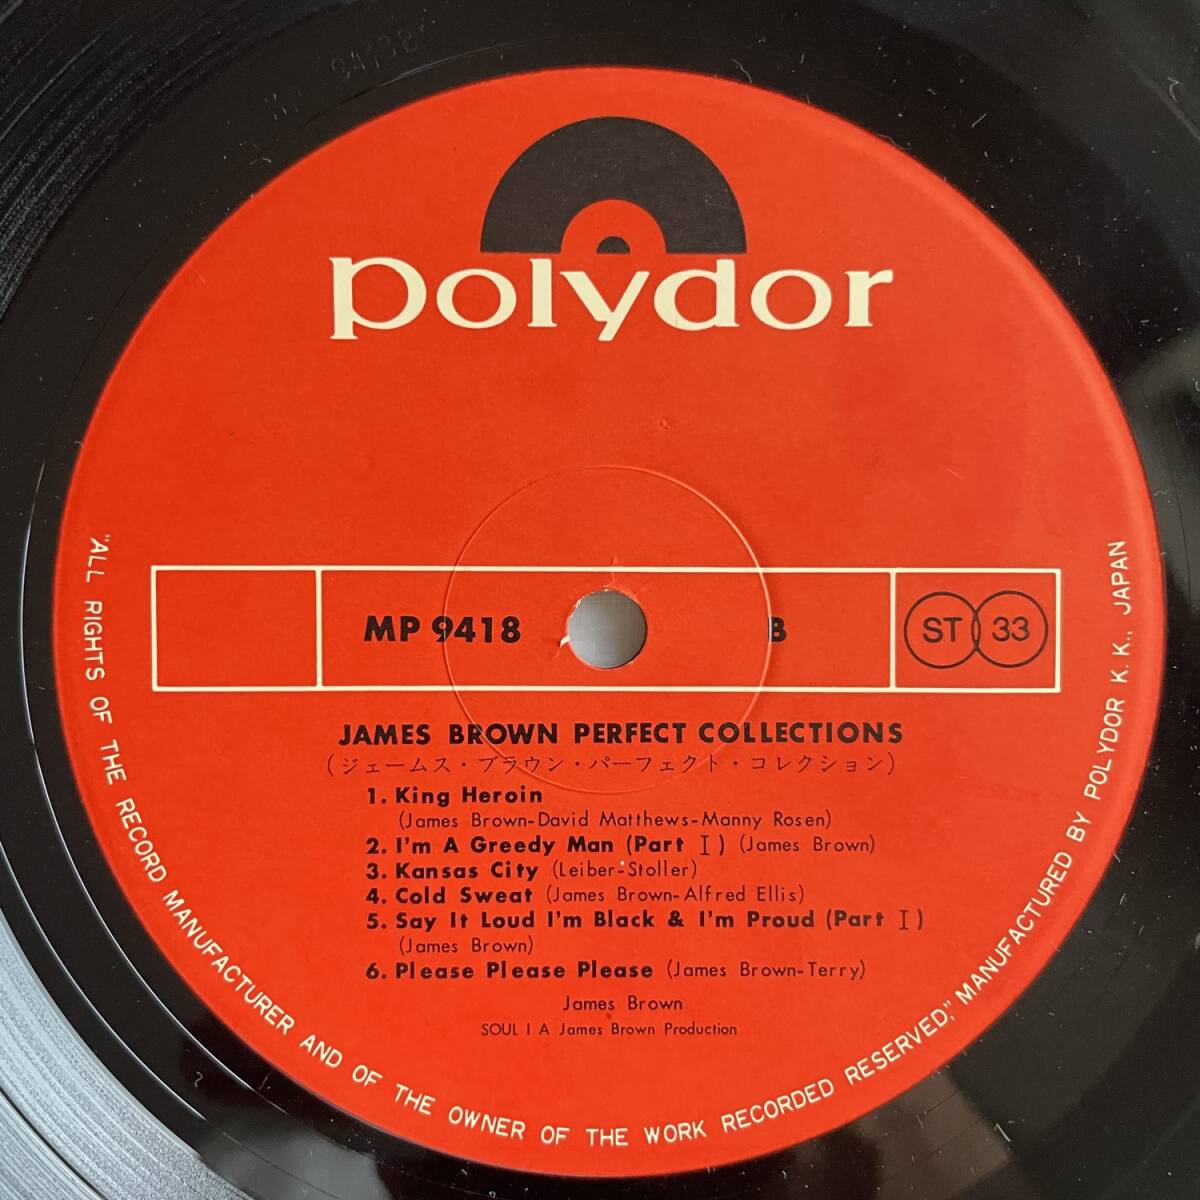 polydor
MP 9418 B ST 33
JAMES BROWN PERFECT COLLECTIONS
(ジェームス・ブラウン・パーフェクト・コレクション)
1. King Heroin
(James Brown-David Matthews-Manny Rosen)
2. I'm A Greedy Man (Part I) (James Brown)
3. Kansas City (Leiber-Stoller)
4. Cold Sweat (James Brown-Alfred Ellis)
5. Say It Loud I'm Black & I'm Proud (Part I)
(James Brown)
6. Please Please Please (James Brown-Terry)
James Brown
SOUL I A James Brown Production
"ALL RIGHTS OF THE RECORD MANUFACTURER AND OF THE OWNER OF THE WORK RECORDED RESERVED," MANUFACTURED BY POLYDOR K. K., JAPAN